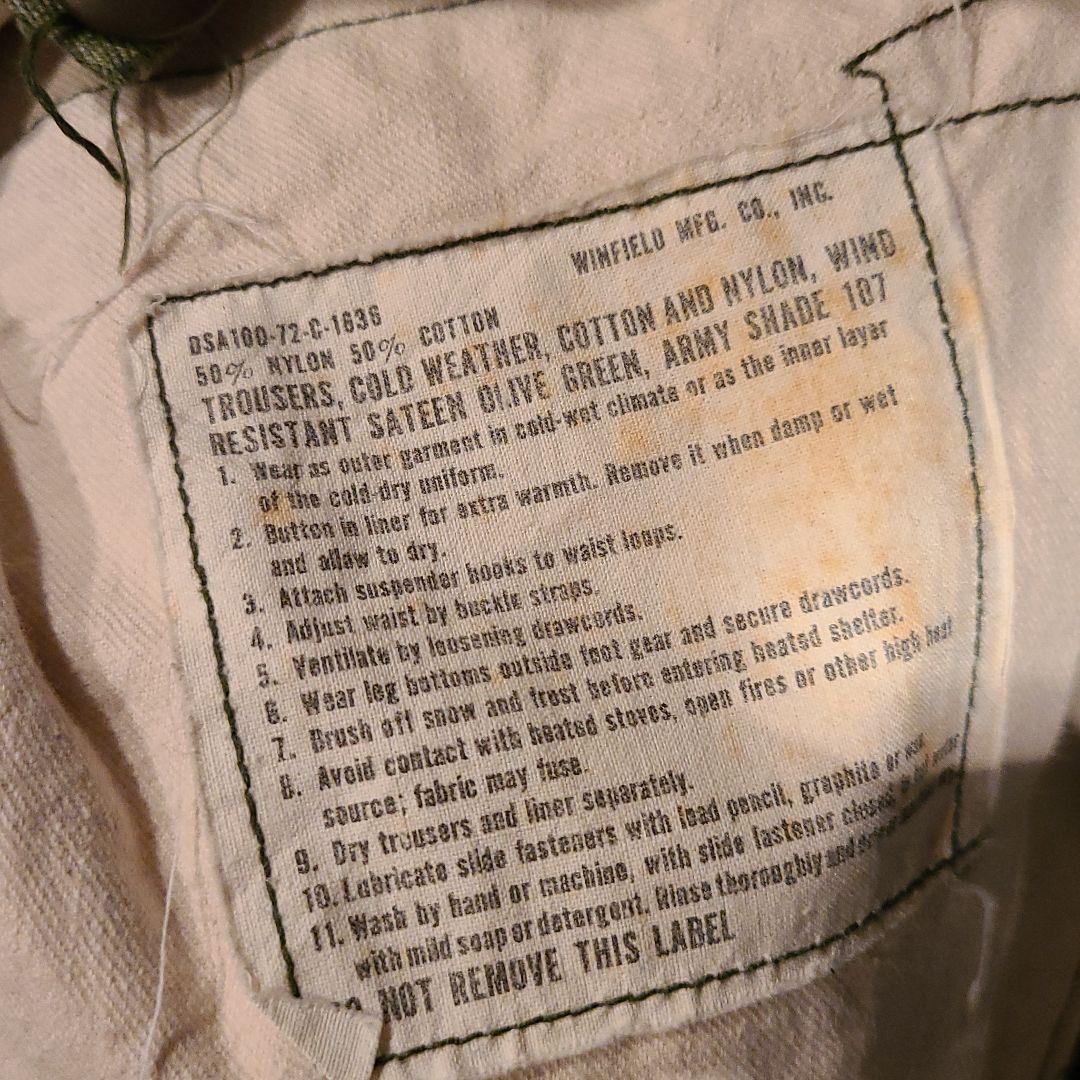 WINFIELD MFG. CO., INC.
DSA100-72-C-1636
50% NYLON 50% COTTON
TROUSERS, COLD WEATHER, COTTON AND NYLON, WIND
RESISTANT SATEEN OLIVE GREEN, ARMY SHADE 107
1. Wear as outer garment in cold-wet climate or as the inner layer
of the cold-dry uniform.
2. Button in liner for extra warmth. Remove it when damp or wet
and allow to dry.
3. Attach suspender hooks to waist loops.
4. Adjust waist by buckle straps.
5. Ventilate by loosening drawcords.
6. Wear leg bottoms outside foot gear and secure drawcords.
7. Brush off snow and frost before entering heated shelter.
8. Avoid contact with heated stoves, open fires or other high heat
source; fabric may fuse.
9. Dry trousers and liner separately.
10. Lubricate slide fasteners with lead pencil, graphite or wax.
11. Wash by hand or machine, with slide fastener closed,
with mild soap or detergent. Rinse thoroughly and
DO NOT REMOVE THIS LABEL